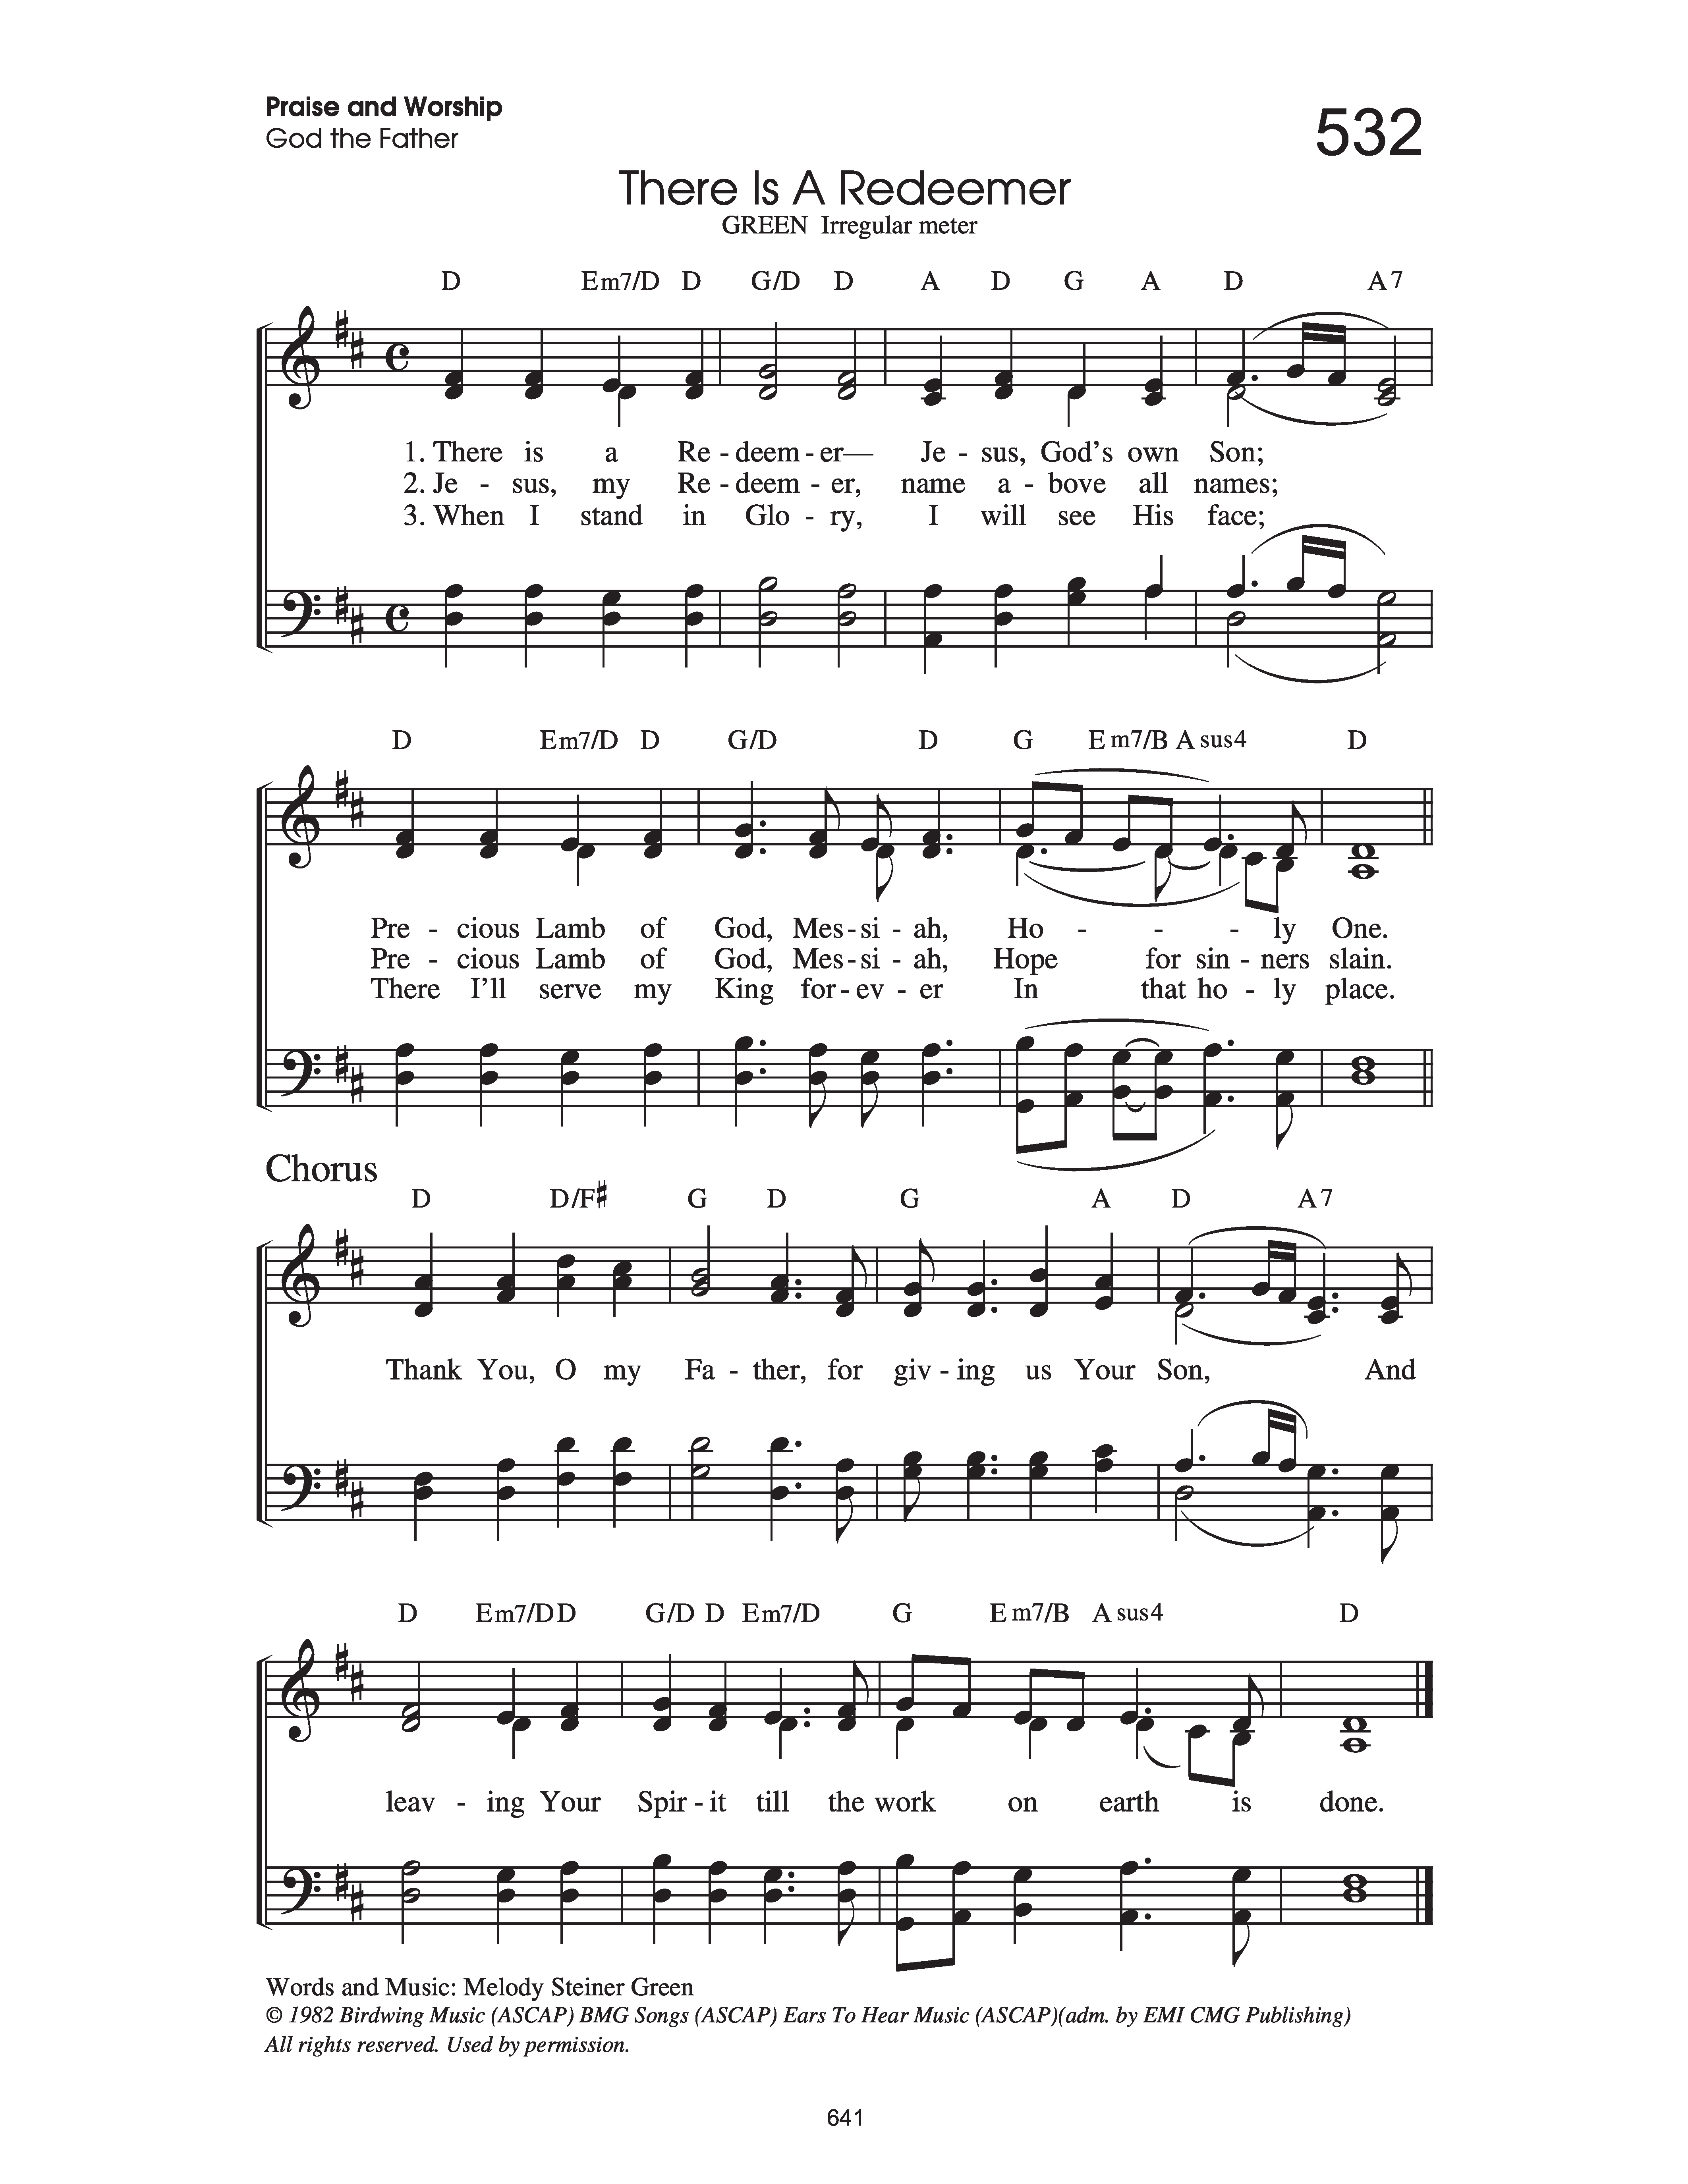 Praise and Worship
God the Father
532
There Is A Redeemer
GREEN Irregular meter
D Em7/D D G/D D A D G A D A7
1. There is a Re - deem - er— Je - sus, God's own Son;
2. Je - sus, my Re - deem - er, name a - bove all names;
3. When I stand in Glo - ry, I will see His face;
D Em7/D D G/D D G Em7/B Asus4 D
Pre - cious Lamb of God, Mes - si - ah, Ho - - - ly One.
Pre - cious Lamb of God, Mes - si - ah, Hope for sin - ners slain.
There I'll serve my King for - ev - er In that ho - ly place.
Chorus
D D/F♯ G D G A D A7
Thank You, O my Fa - ther, for giv - ing us Your Son, And
D Em7/D D G/D D Em7/D G Em7/B Asus4 D
leav - ing Your Spir - it till the work on earth is done.
Words and Music: Melody Steiner Green
© 1982 Birdwing Music (ASCAP) BMG Songs (ASCAP) Ears To Hear Music (ASCAP)(adm. by EMI CMG Publishing)
All rights reserved. Used by permission.
641